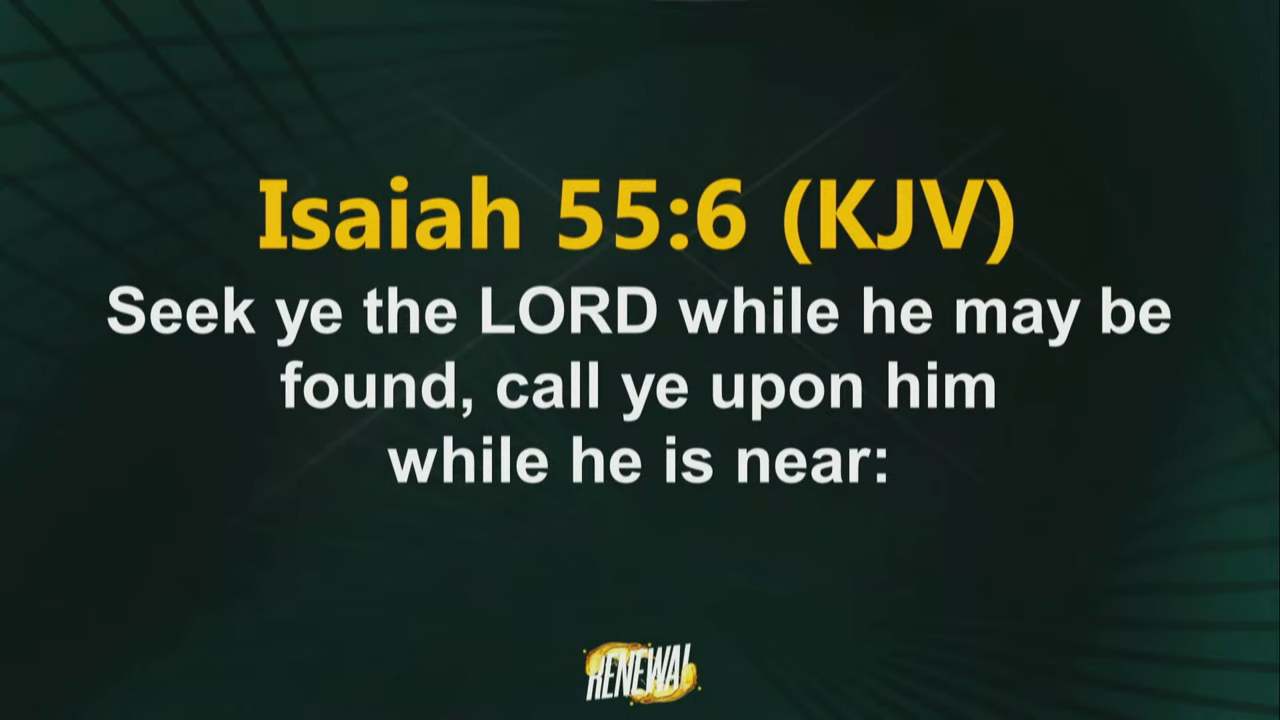 Isaiah 55:6 (KJV)
Seek ye the LORD while he may be
found, call ye upon him
while he is near:
RENEWAL